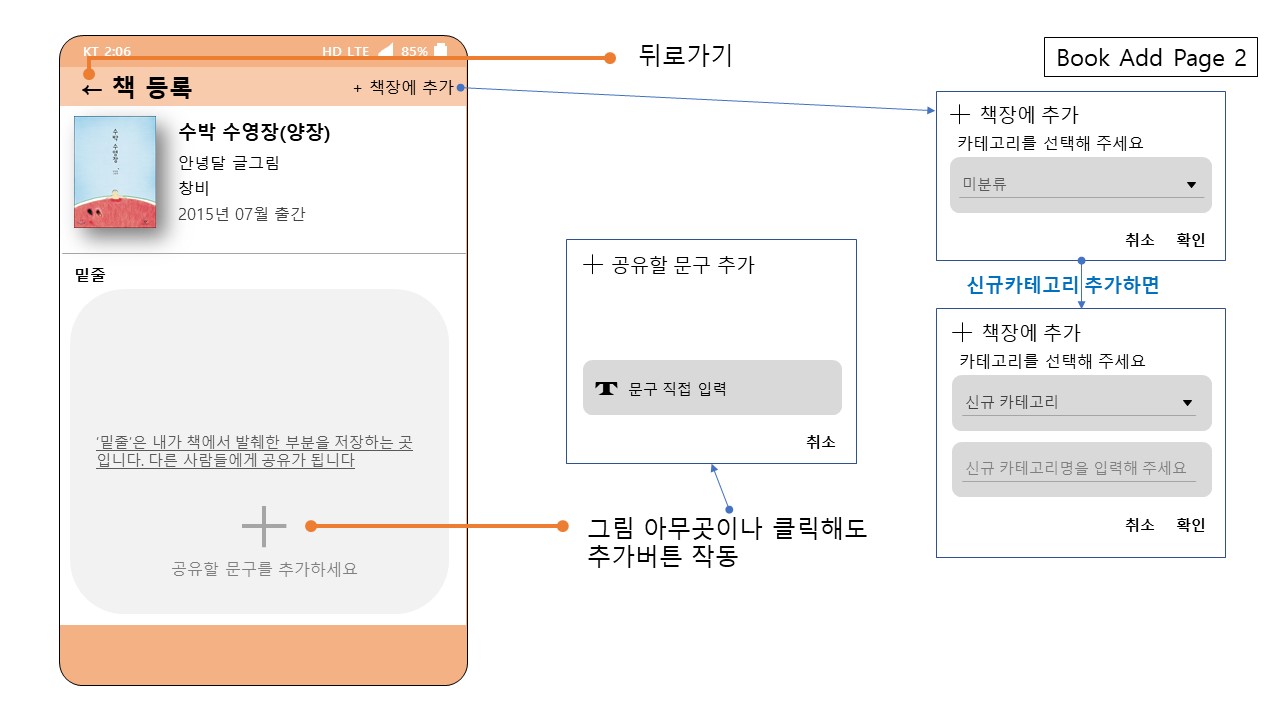 KT 2:06 HD LTE 85%
← 책 등록
+ 책장에 추가
수박 수영장
수박 수영장(양장)
안녕달 글그림
창비
2015년 07월 출간
밑줄
'밑줄'은 내가 책에서 발췌한 부분을 저장하는 곳
입니다. 다른 사람들에게 공유가 됩니다
공유할 문구를 추가하세요
뒤로가기
공유할 문구 추가
T 문구 직접 입력
취소
그림 아무곳이나 클릭해도
추가버튼 작동
Book Add Page 2
책장에 추가
카테고리를 선택해 주세요
미분류
취소 확인
신규카테고리 추가하면
책장에 추가
카테고리를 선택해 주세요
신규 카테고리
신규 카테고리명을 입력해 주세요
취소 확인